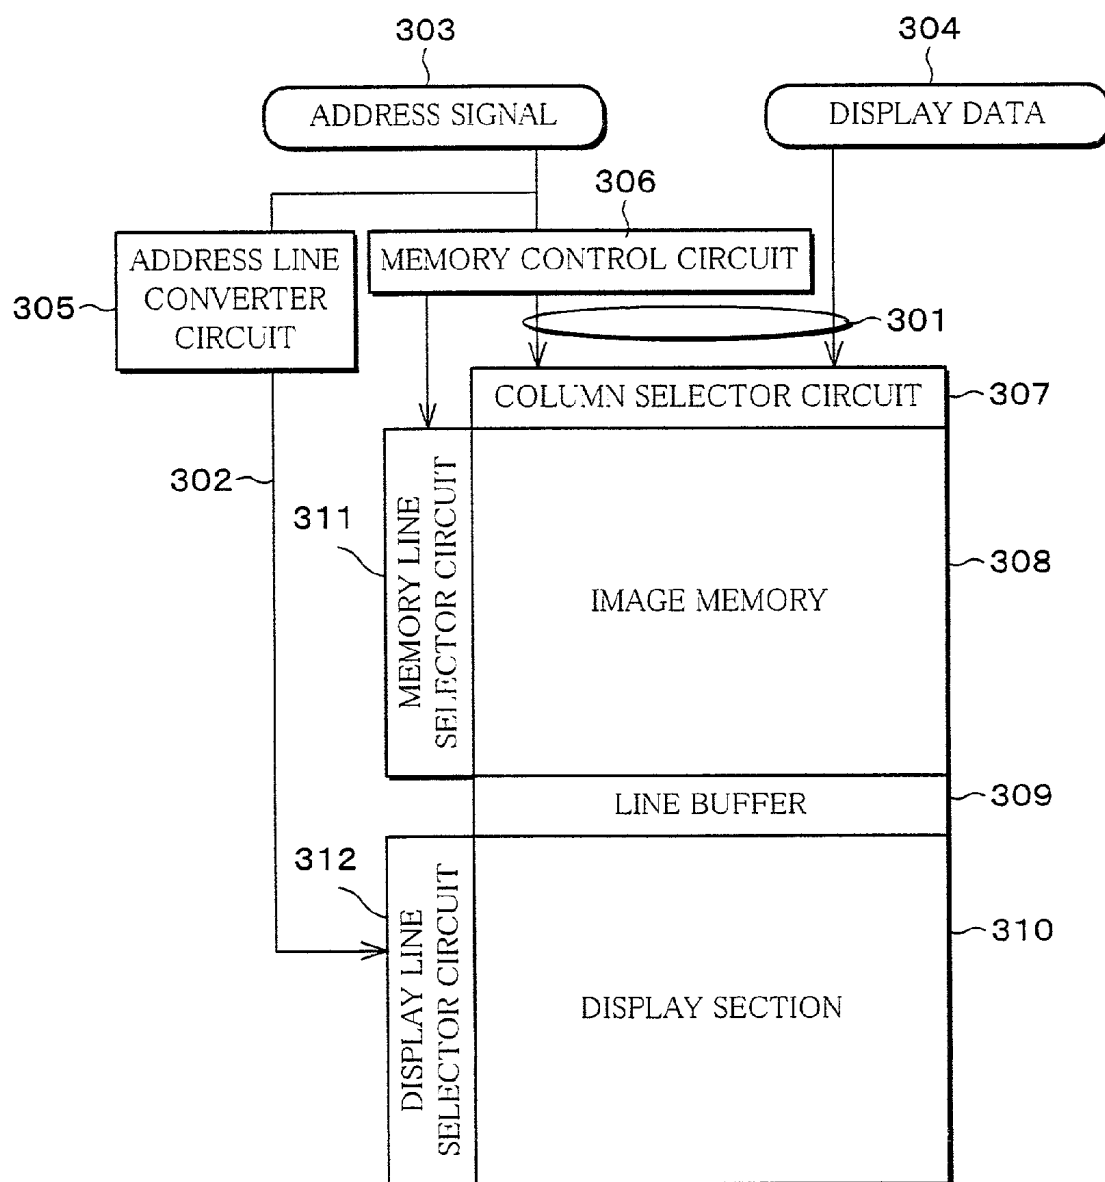 303
304
ADDRESS SIGNAL
DISPLAY DATA
306
ADDRESS LINE
CONVERTER
CIRCUIT
MEMORY CONTROL CIRCUIT
305
301
COLUMN SELECTOR CIRCUIT
307
302
311
MEMORY LINE
SELECTOR CIRCUIT
IMAGE MEMORY
308
LINE BUFFER
309
312
DISPLAY LINE
SELECTOR CIRCUIT
DISPLAY SECTION
310